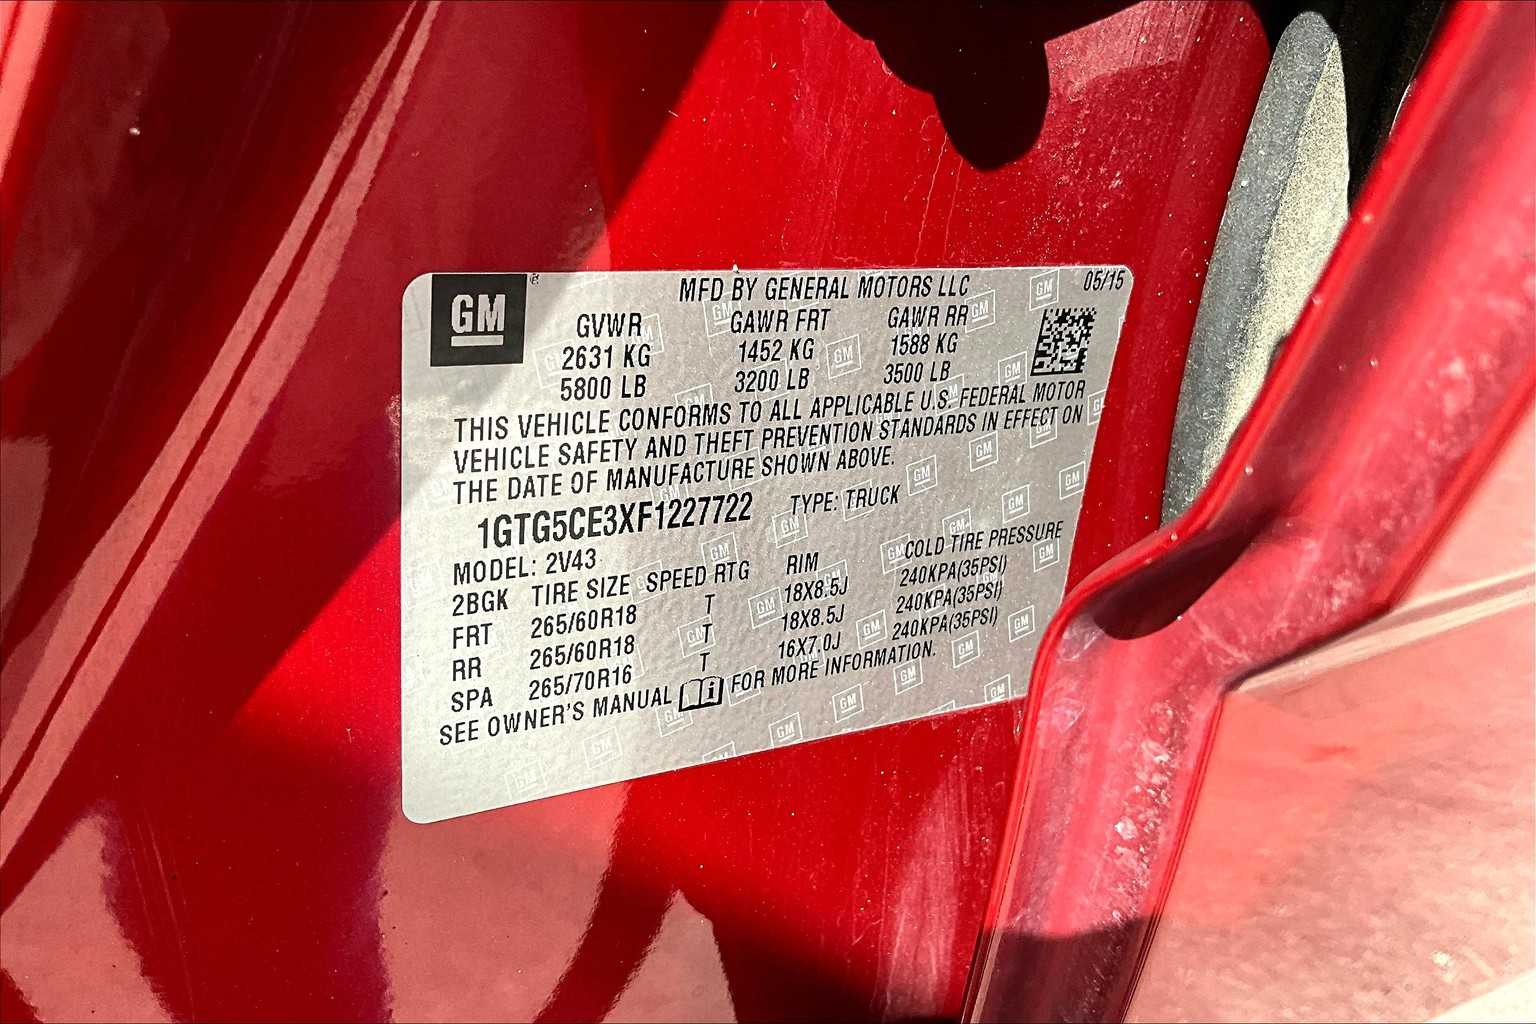 GM
MFD BY GENERAL MOTORS LLC 05/15
GVWR GAWR FRT GAWR RR
2631 KG 1452 KG 1588 KG
5800 LB 3200 LB 3500 LB
THIS VEHICLE CONFORMS TO ALL APPLICABLE U.S. FEDERAL MOTOR
VEHICLE SAFETY AND THEFT PREVENTION STANDARDS IN EFFECT ON
THE DATE OF MANUFACTURE SHOWN ABOVE.
1GTG5CE3XF1227722 TYPE: TRUCK
MODEL: 2V43
2BGK TIRE SIZE SPEED RTG RIM COLD TIRE PRESSURE
FRT 265/60R18 T 18X8.5J 240KPA(35PSI)
RR 265/60R18 T 18X8.5J 240KPA(35PSI)
SPA 265/70R16 T 16X7.0J 240KPA(35PSI)
SEE OWNER'S MANUAL FOR MORE INFORMATION.